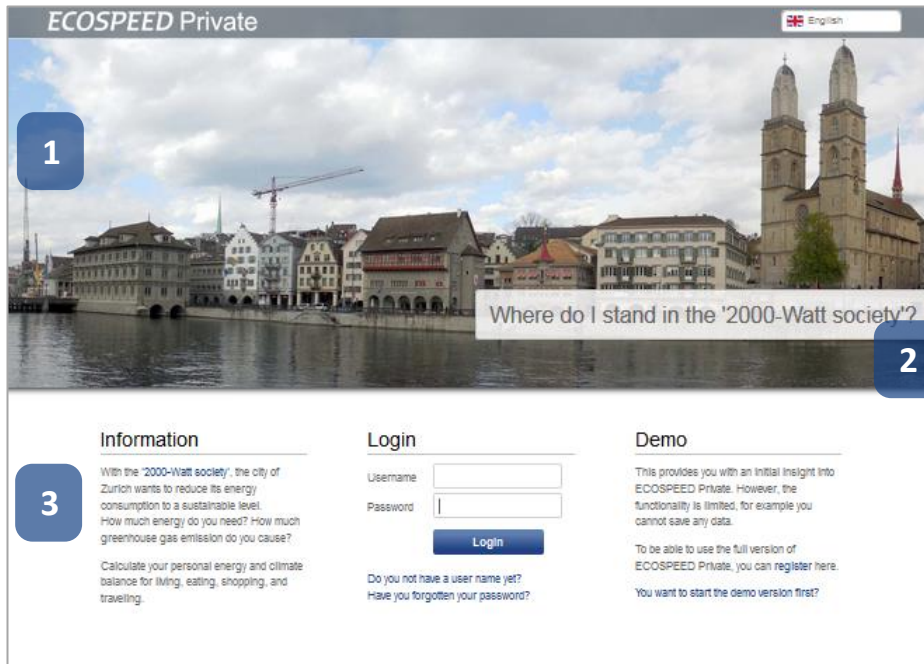 ECOSPEED Private
English
1
Where do I stand in the '2000-Watt society'?
2
3
Information
With the '2000-Watt society', the city of
Zurich wants to reduce its energy
consumption to a sustainable level.
How much energy do you need? How much
greenhouse gas emission do you cause?
Calculate your personal energy and climate
balance for living, eating, shopping, and
traveling.
Login
Username
Password
Login
Do you not have a user name yet?
Have you forgotten your password?
Demo
This provides you with an initial insight into
ECOSPEED Private. However, the
functionality is limited, for example you
cannot save any data.
To be able to use the full version of
ECOSPEED Private, you can register here.
You want to start the demo version first?